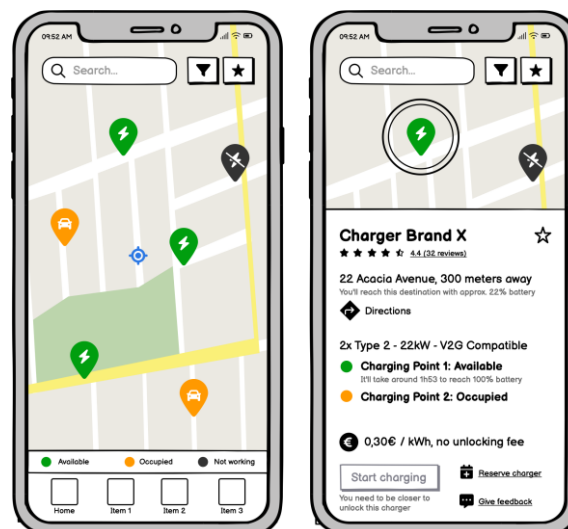 09:52 AM
Search...
Available
Occupied
Not working
Home
Item 1
Item 2
Item 3
09:52 AM
Search...
Charger Brand X
4.4 (32 reviews)
22 Acacia Avenue, 300 meters away
You'll reach this destination with approx. 22% battery
Directions
2x Type 2 - 22kW - V2G Compatible
Charging Point 1: Available
It'll take around 1h53 to reach 100% battery
Charging Point 2: Occupied
0,30€ / kWh, no unlocking fee
Start charging
You need to be closer to
unlock this charger
Reserve charger
Give feedback